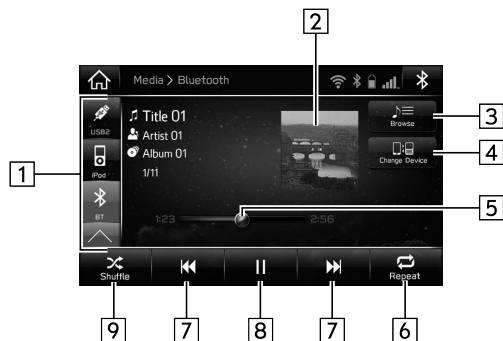 2
Media > Bluetooth
USB2
Title 01
Browse
3
Artist 01
iPod
Album 01
Change Device
4
1/11
1
BT
1:23
2:56
5
Shuffle
Repeat
9
7
8
7
6